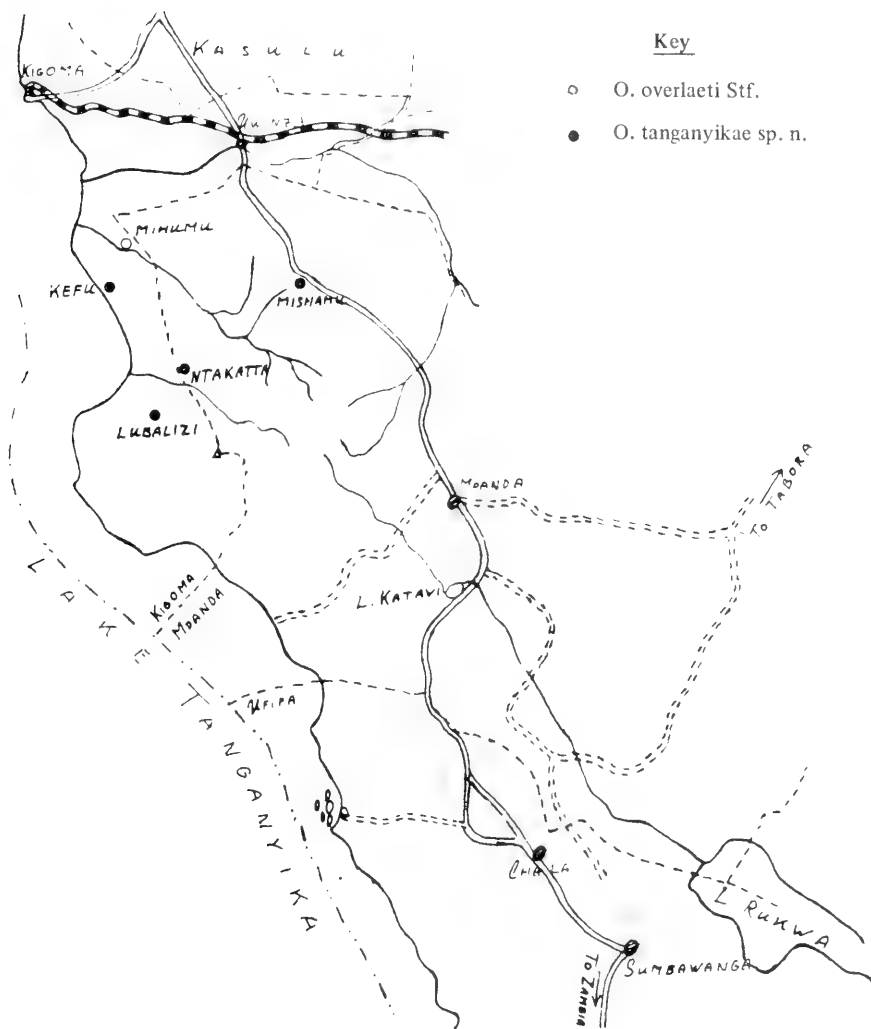 Key
O. overlaeti Stf.
O. tanganyikae sp. n.
KASULU
KIGOMA
MIHUMU
KEFU
MISHAMU
NTAKATTA
LUBALIZI
MPANDA
TO TABORA
L. KATAVI
KIGOMA
MPANDA
UFIPA
LAKE TANGANYIKA
CHALA
L RUKWA
SUMBAWANGA
TO ZAMBIA